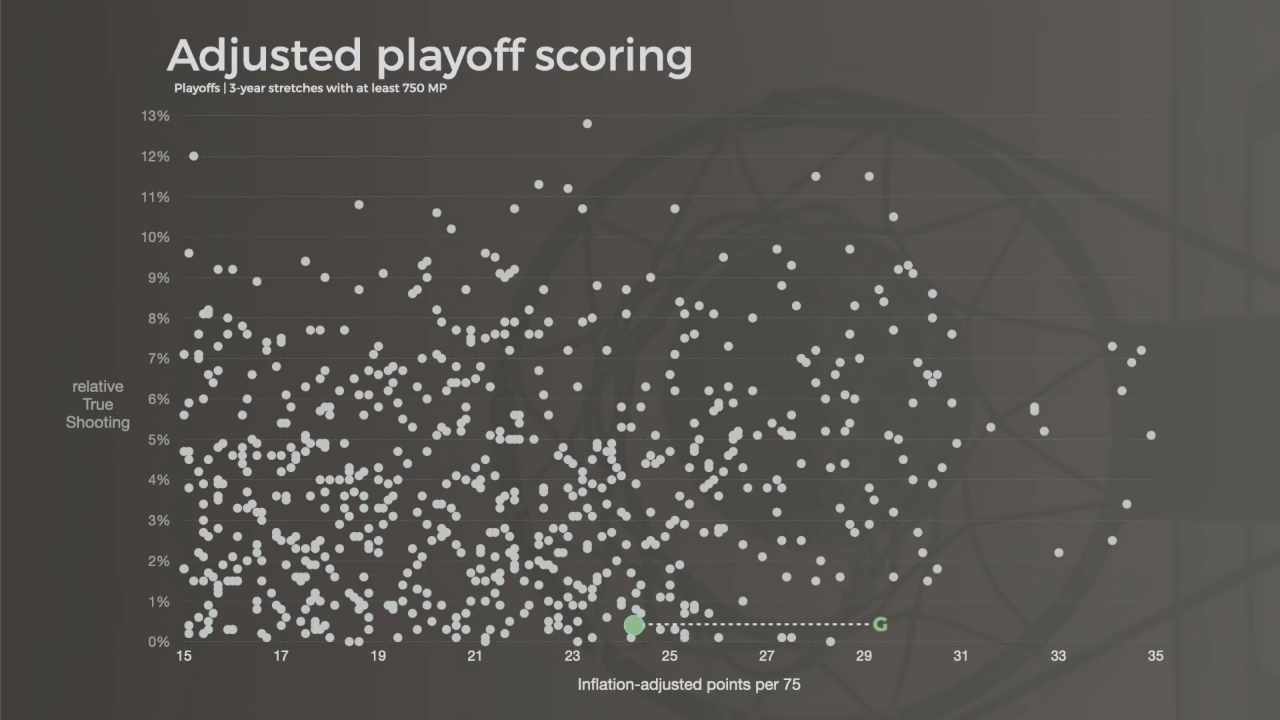 Adjusted playoff scoring
Playoffs | 3-year stretches with at least 750 MP
13%
12%
11%
10%
9%
8%
7%
6%
5%
4%
3%
2%
1%
0%
relative
True
Shooting
G
15 17 19 21 23 25 27 29 31 33 35
Inflation-adjusted points per 75